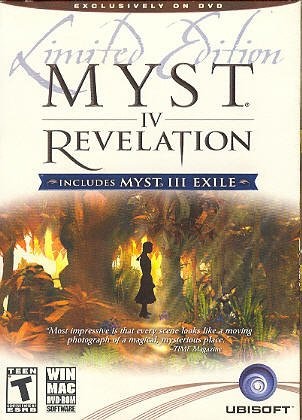 EXCLUSIVELY ON DVD
Limited Edition
MYST
IV
REVELATION
INCLUDES MYST III EXILE
"Most impressive is that every scene looks like a moving
photograph of a magical, mysterious place."
-TIME Magazine
TEEN
T
ESRB
WIN
MAC
DVD-ROM
SOFTWARE
UBISOFT